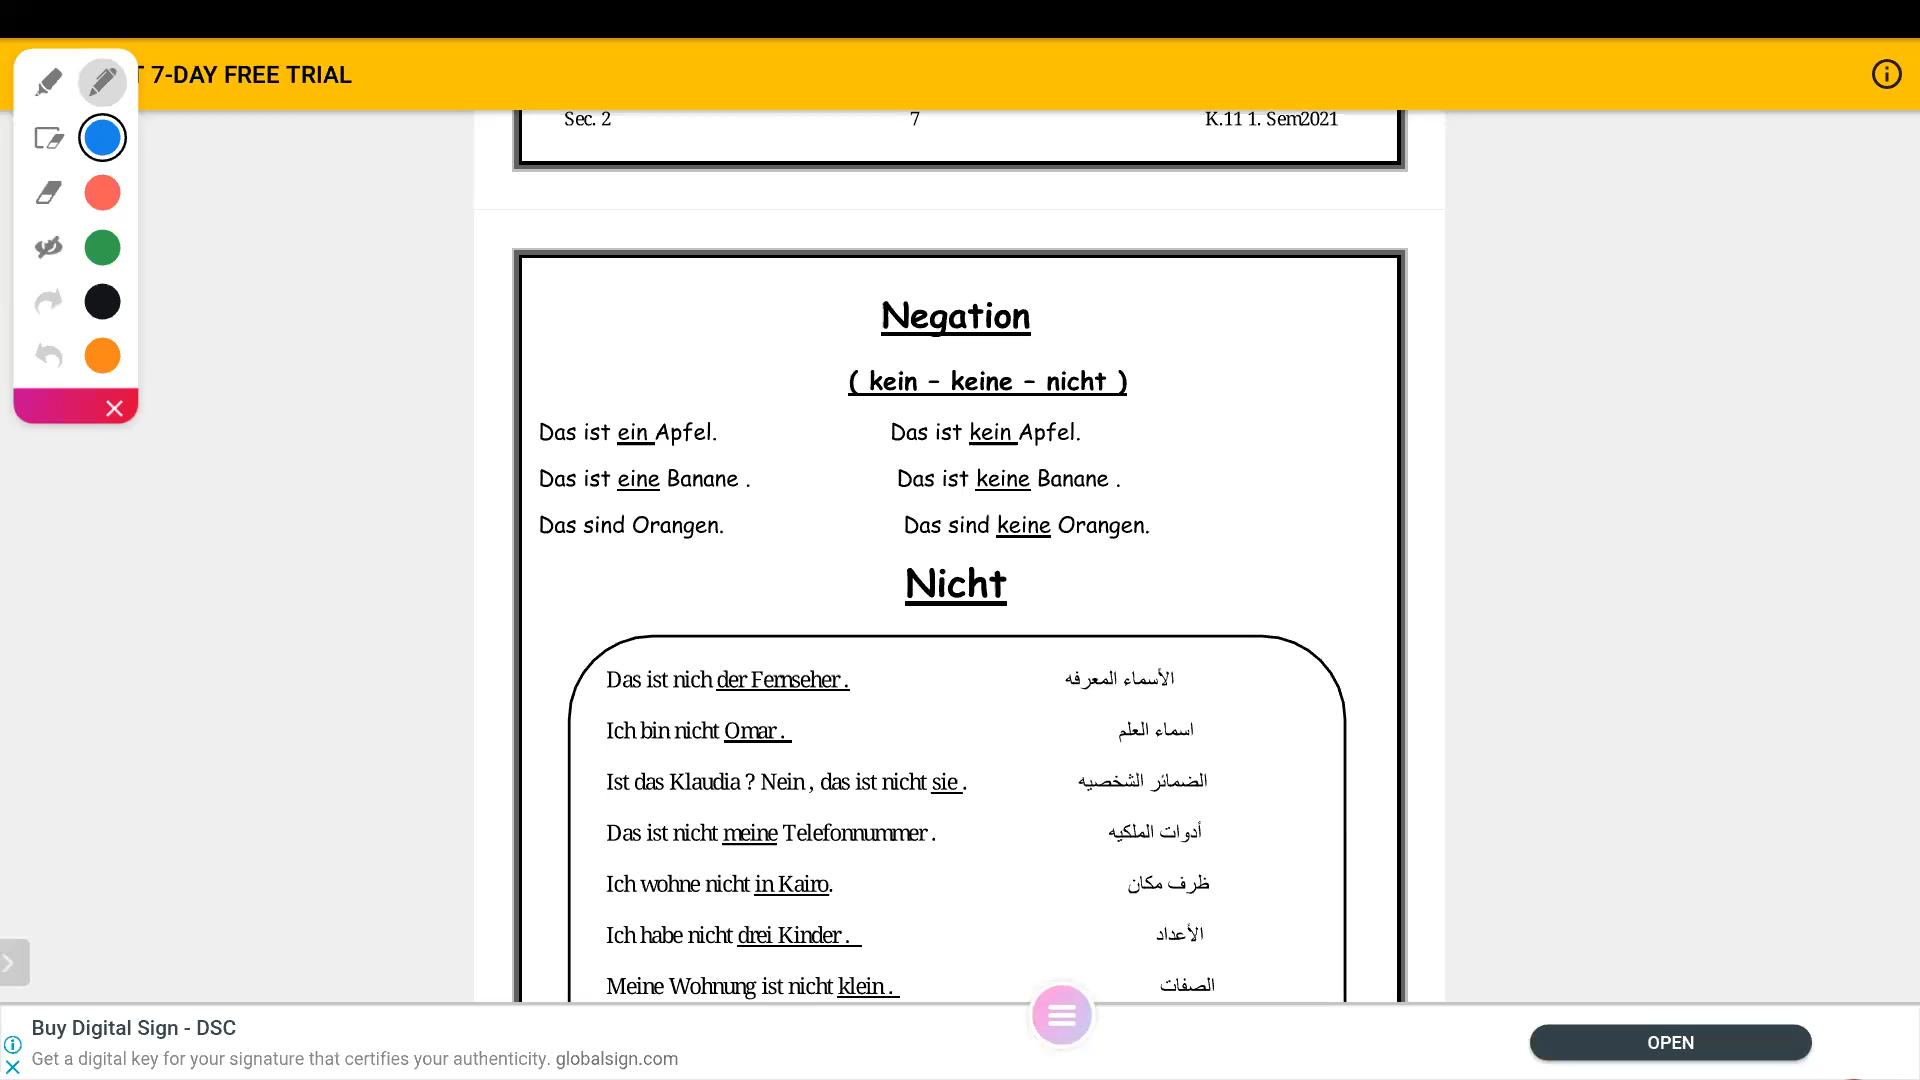 T 7-DAY FREE TRIAL
Sec. 2 7 K.11 1. Sem2021
Negation
( kein – keine – nicht )
Das ist ein Apfel. Das ist kein Apfel.
Das ist eine Banane . Das ist keine Banane .
Das sind Orangen. Das sind keine Orangen.
Nicht
Das ist nich der Fernseher . الأسماء المعرفه
Ich bin nicht Omar . اسماء العلم
Ist das Klaudia ? Nein , das ist nicht sie . الضمائر الشخصيه
Das ist nicht meine Telefonnummer . أدوات الملكيه
Ich wohne nicht in Kairo. ظرف مكان
Ich habe nicht drei Kinder . الأعداد
Meine Wohnung ist nicht klein . الصفات
Buy Digital Sign - DSC
Get a digital key for your signature that certifies your authenticity. globalsign.com
OPEN